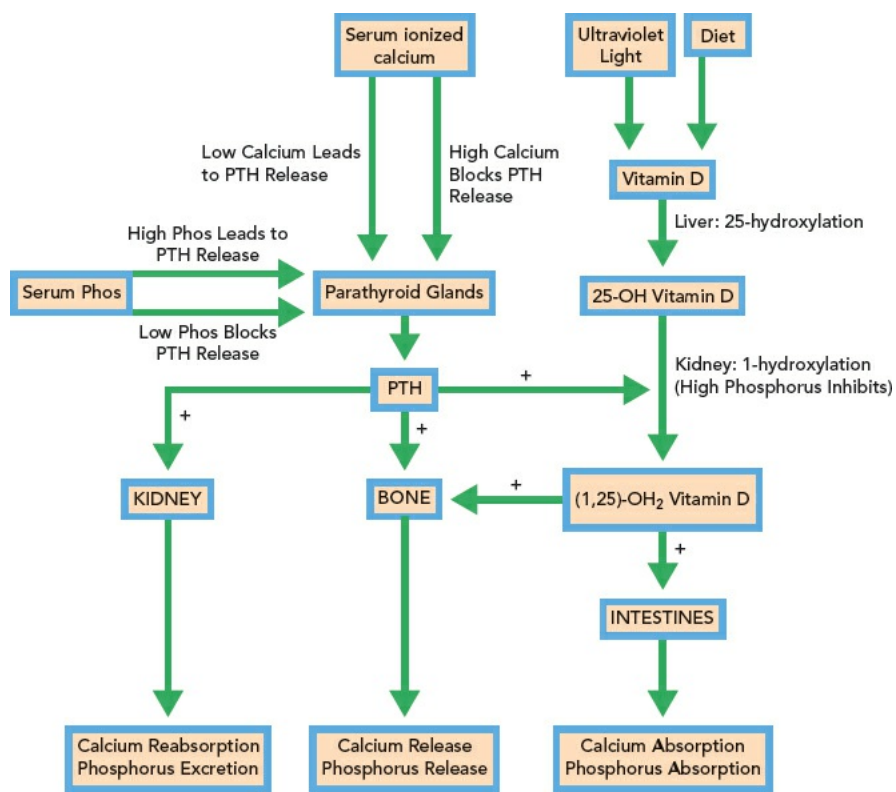 Serum ionized
calcium
Ultraviolet
Light
Diet
Low Calcium Leads
to PTH Release
High Calcium
Blocks PTH
Release
Vitamin D
Liver: 25-hydroxylation
High Phos Leads to
PTH Release
Serum Phos
Parathyroid Glands
25-OH Vitamin D
Low Phos Blocks
PTH Release
Kidney: 1-hydroxylation
(High Phosphorus Inhibits)
PTH
+
+
+
KIDNEY
BONE
+
(1,25)-OH₂ Vitamin D
+
INTESTINES
Calcium Reabsorption
Phosphorus Excretion
Calcium Release
Phosphorus Release
Calcium Absorption
Phosphorus Absorption